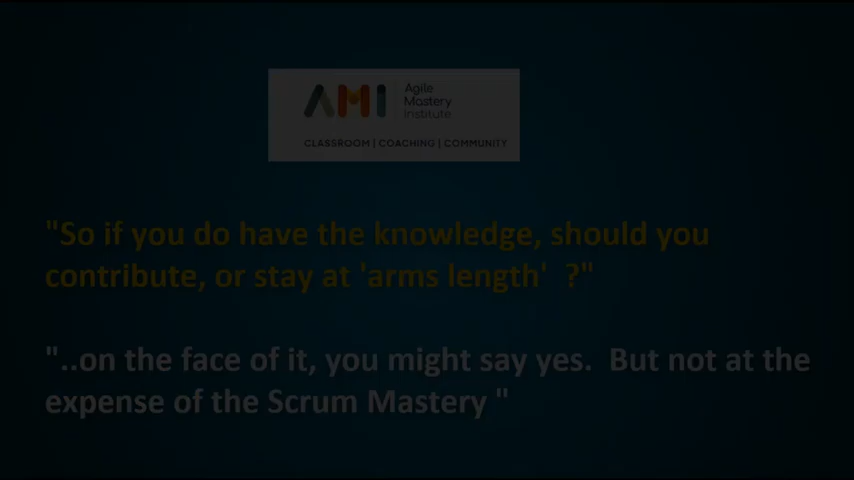 AMI
Agile
Mastery
Institute
CLASSROOM | COACHING | COMMUNITY
"So if you do have the knowledge, should you
contribute, or stay at 'arms length'  ?"
"..on the face of it, you might say yes.  But not at the
expense of the Scrum Mastery "